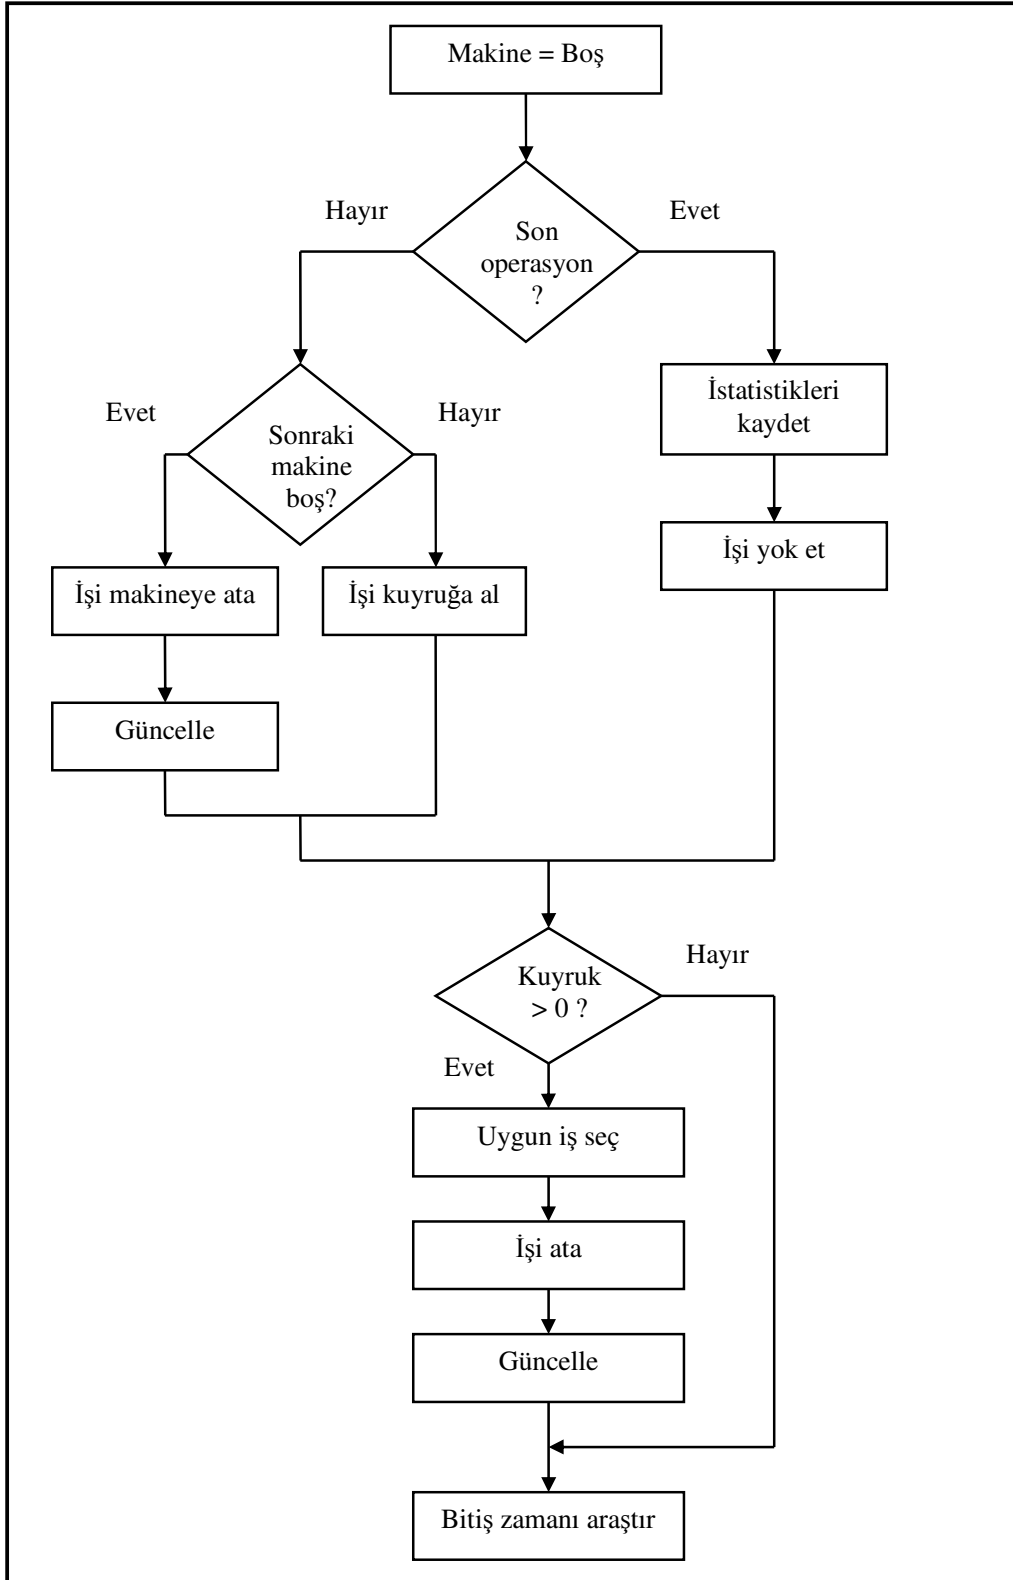 Makine = Boş
Hayır
Evet
Son
operasyon
?
Evet
Hayır
Sonraki
makine
boş?
İstatistikleri
kaydet
İşi yok et
İşi makineye ata
İşi kuyruğa al
Güncelle
Hayır
Kuyruk
> 0 ?
Evet
Uygun iş seç
İşi ata
Güncelle
Bitiş zamanı araştır